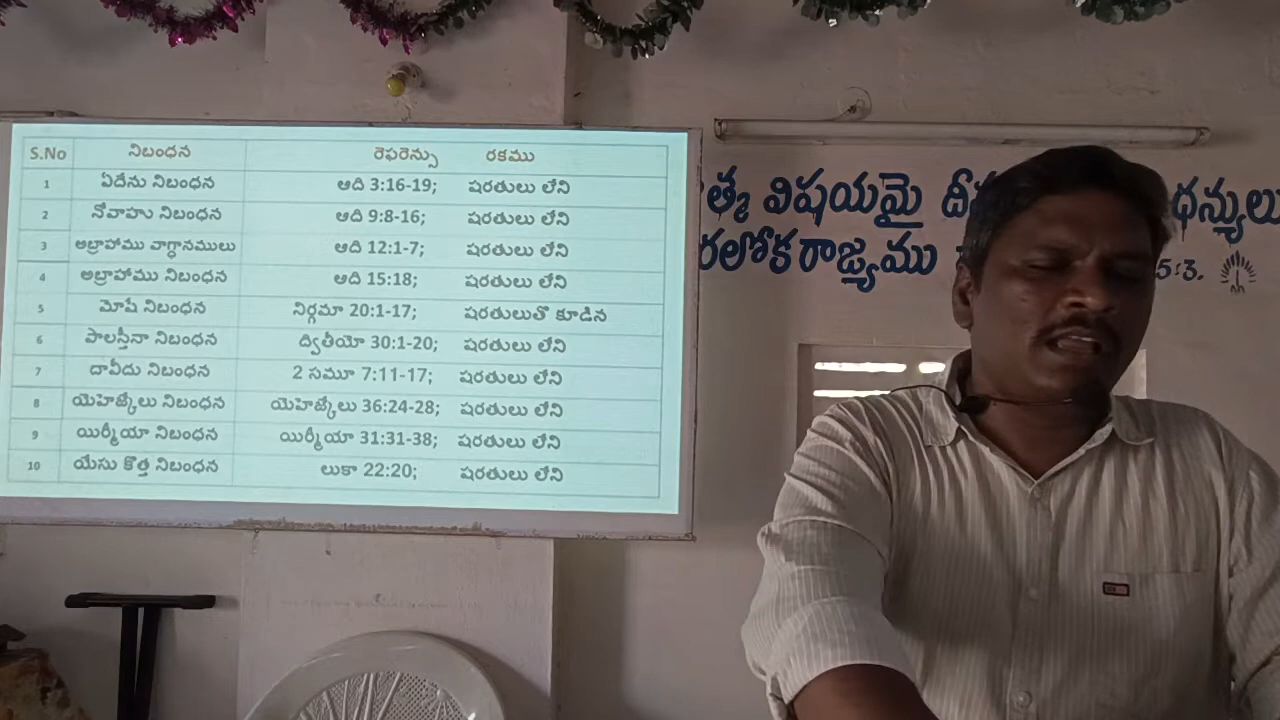 S.No నిబంధన రెఫరెన్సు రకము
1 ఏదేను నిబంధన ఆది 3:16-19; షరతులు లేని
2 నోవాహు నిబంధన ఆది 9:8-16; షరతులు లేని
3 అబ్రాహాము వాగ్ధానములు ఆది 12:1-7; షరతులు లేని
4 అబ్రాహాము నిబంధన ఆది 15:18; షరతులు లేని
5 మోషే నిబంధన నిర్గమా 20:1-17; షరతులుతొ కూడిన
6 పాలస్తీనా నిబంధన ద్వితీయో 30:1-20; షరతులు లేని
7 దావీదు నిబంధన 2 సమూ 7:11-17; షరతులు లేని
8 యెహెజ్కేలు నిబంధన యెహెజ్కేలు 36:24-28; షరతులు లేని
9 యిర్మీయా నిబంధన యిర్మీయా 31:31-38; షరతులు లేని
10 యేసు కొత్త నిబంధన లుకా 22:20; షరతులు లేని
విషయమై
5:3.